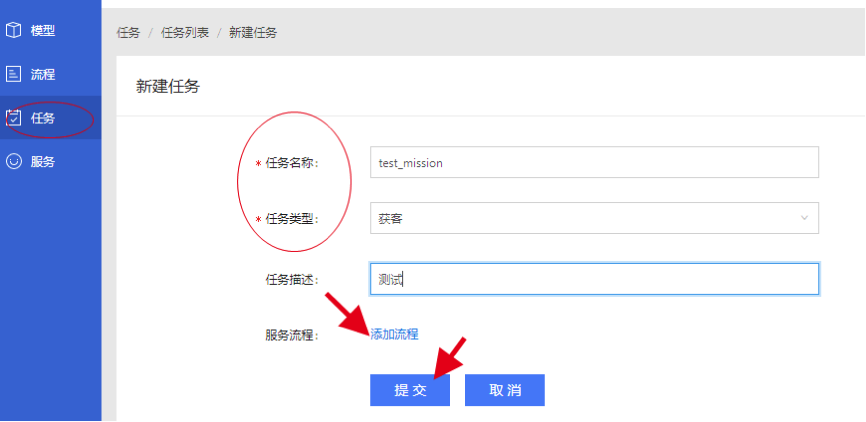 模型
流程
任务
服务
任务 / 任务列表 / 新建任务
新建任务
* 任务名称: test_mission
* 任务类型: 获客
任务描述: 测试
服务流程: 添加流程
提 交 取 消